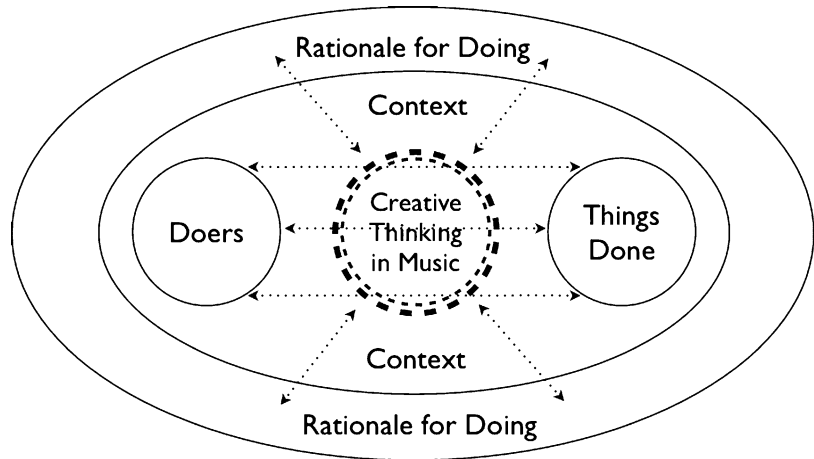 Rationale for Doing
Context
Doers
Creative
Thinking
in Music
Things
Done
Context
Rationale for Doing